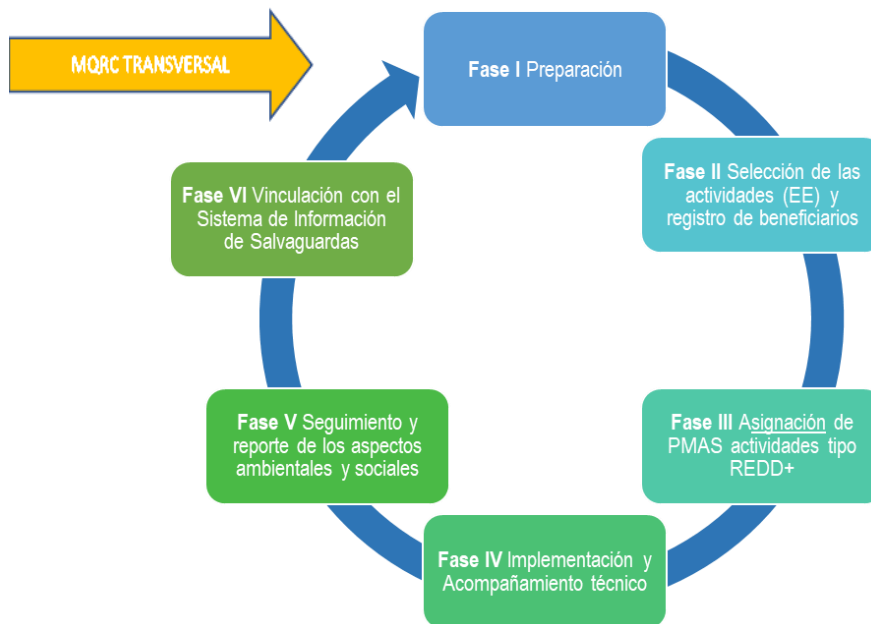 MQRC TRANSVERSAL
Fase I Preparación
Fase II Selección de las
actividades (EE) y
registro de beneficiarios
Fase III Asignación de
PMAS actividades tipo
REDD+
Fase IV Implementación y
Acompañamiento técnico
Fase V Seguimiento y
reporte de los aspectos
ambientales y sociales
Fase VI Vinculación con el
Sistema de Información
de Salvaguardas